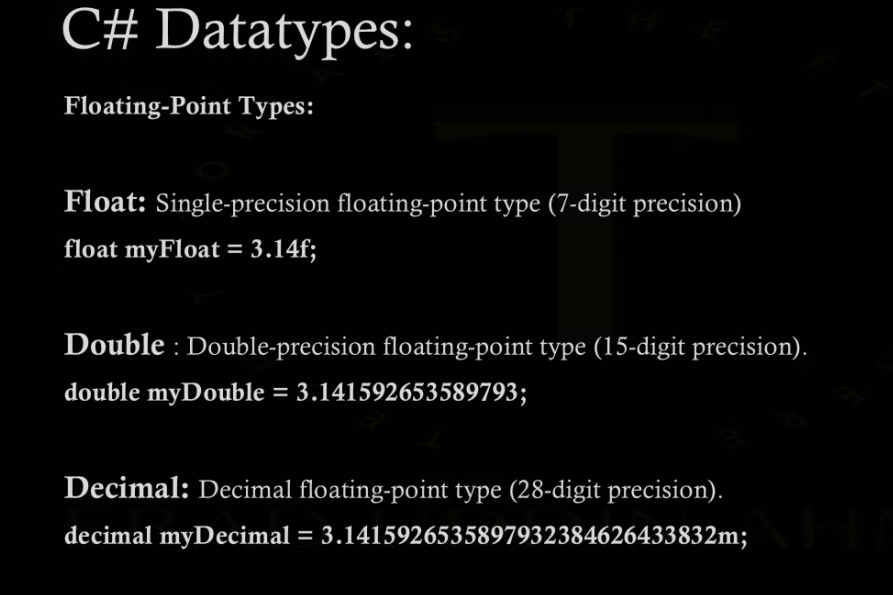 C# Datatypes:
Floating-Point Types:
Float: Single-precision floating-point type (7-digit precision)
float myFloat = 3.14f;
Double : Double-precision floating-point type (15-digit precision).
double myDouble = 3.141592653589793;
Decimal: Decimal floating-point type (28-digit precision).
decimal myDecimal = 3.1415926535897932384626433832m;